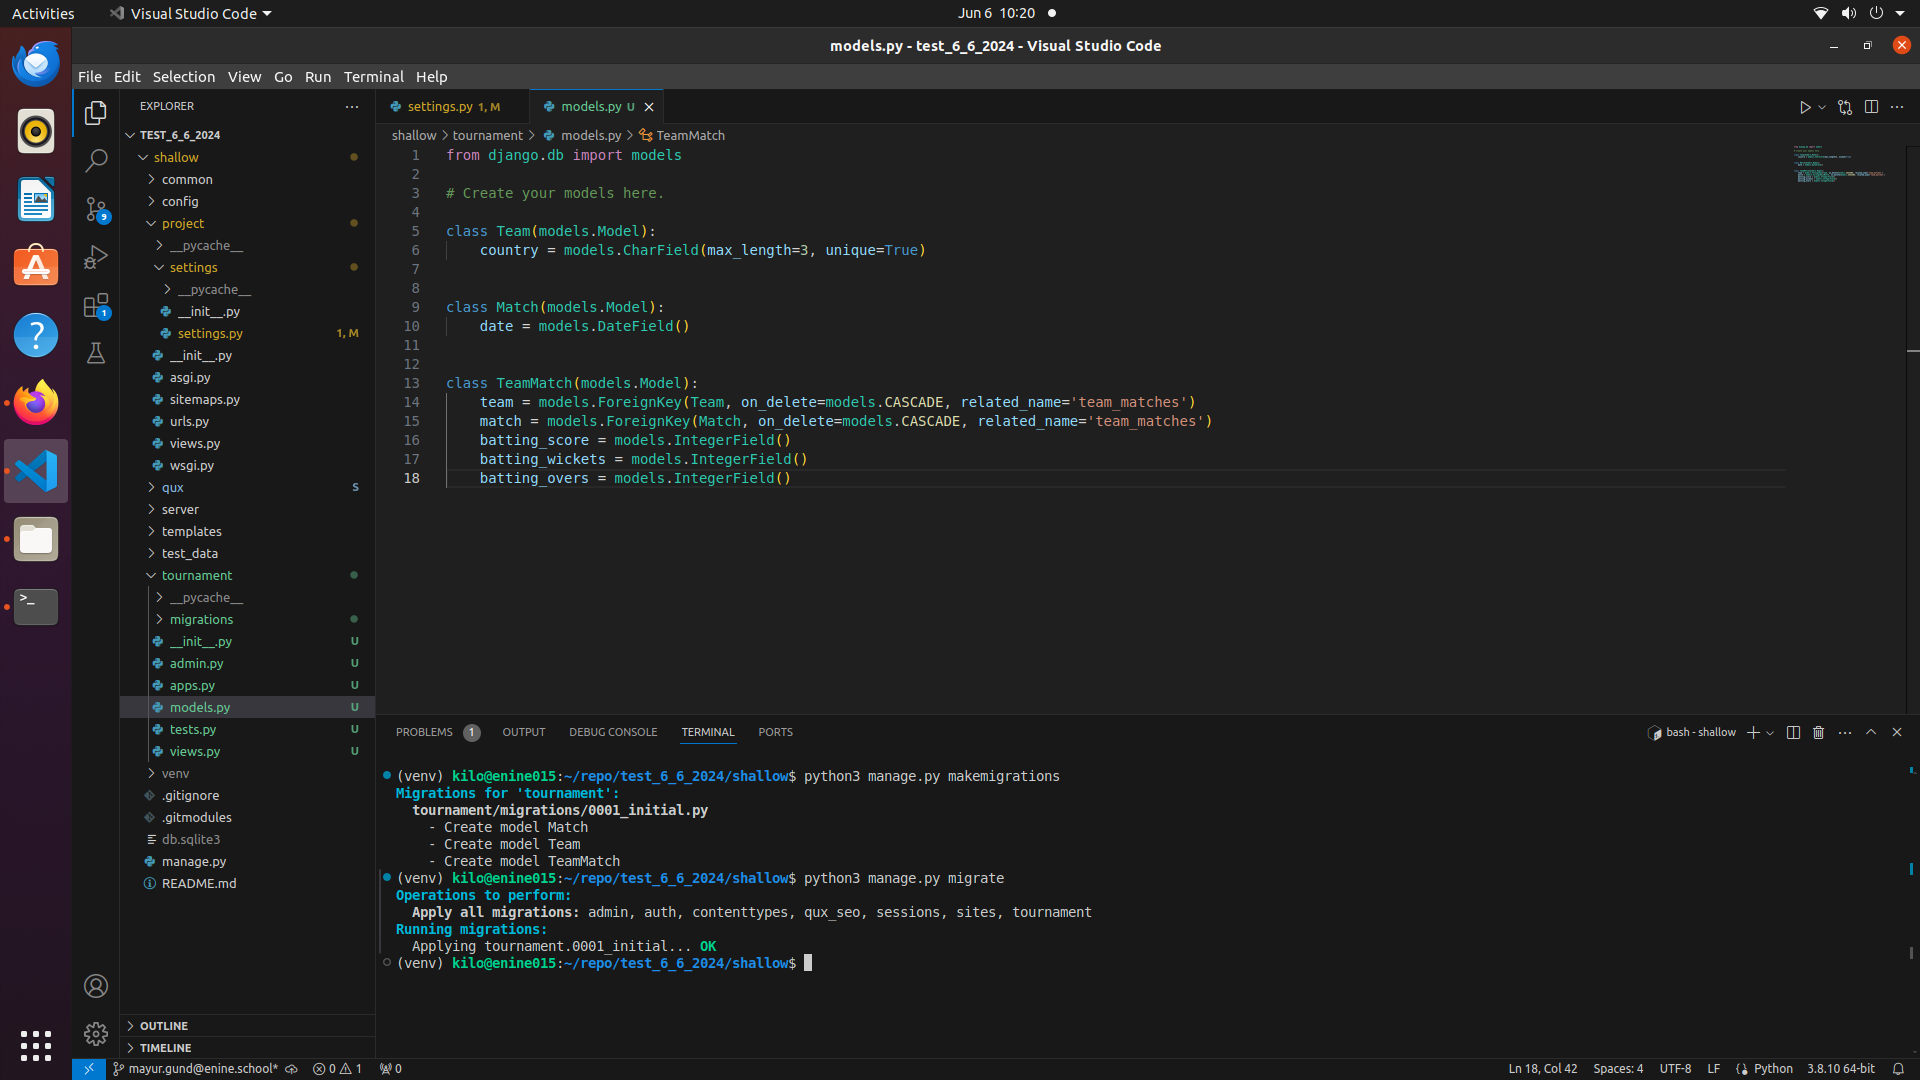 Activities
Visual Studio Code
Jun 6 10:20
models.py - test_6_6_2024 - Visual Studio Code
File Edit Selection View Go Run Terminal Help
EXPLORER
TEST_6_6_2024
shallow
common
config
project
__pycache__
settings
__pycache__
__init__.py
settings.py 1, M
__init__.py
asgi.py
sitemaps.py
urls.py
views.py
wsgi.py
qux S
server
templates
test_data
tournament
__pycache__
migrations
__init__.py U
admin.py U
apps.py U
models.py U
tests.py U
views.py U
venv
.gitignore
.gitmodules
db.sqlite3
manage.py
README.md
OUTLINE
TIMELINE
9
1
settings.py 1, M
models.py U
shallow > tournament > models.py > TeamMatch
1 from django.db import models
2
3 # Create your models here.
4
5 class Team(models.Model):
6     country = models.CharField(max_length=3, unique=True)
7
8
9 class Match(models.Model):
10     date = models.DateField()
11
12
13 class TeamMatch(models.Model):
14     team = models.ForeignKey(Team, on_delete=models.CASCADE, related_name='team_matches')
15     match = models.ForeignKey(Match, on_delete=models.CASCADE, related_name='team_matches')
16     batting_score = models.IntegerField()
17     batting_wickets = models.IntegerField()
18     batting_overs = models.IntegerField()
PROBLEMS 1 OUTPUT DEBUG CONSOLE TERMINAL PORTS
bash - shallow
(venv) kilo@enine015:~/repo/test_6_6_2024/shallow$ python3 manage.py makemigrations
Migrations for 'tournament':
  tournament/migrations/0001_initial.py
    - Create model Match
    - Create model Team
    - Create model TeamMatch
(venv) kilo@enine015:~/repo/test_6_6_2024/shallow$ python3 manage.py migrate
Operations to perform:
  Apply all migrations: admin, auth, contenttypes, qux_seo, sessions, sites, tournament
Running migrations:
  Applying tournament.0001_initial... OK
(venv) kilo@enine015:~/repo/test_6_6_2024/shallow$
mayur.gund@enine.school* 0 1 0
Ln 18, Col 42 Spaces: 4 UTF-8 LF Python 3.8.10 64-bit